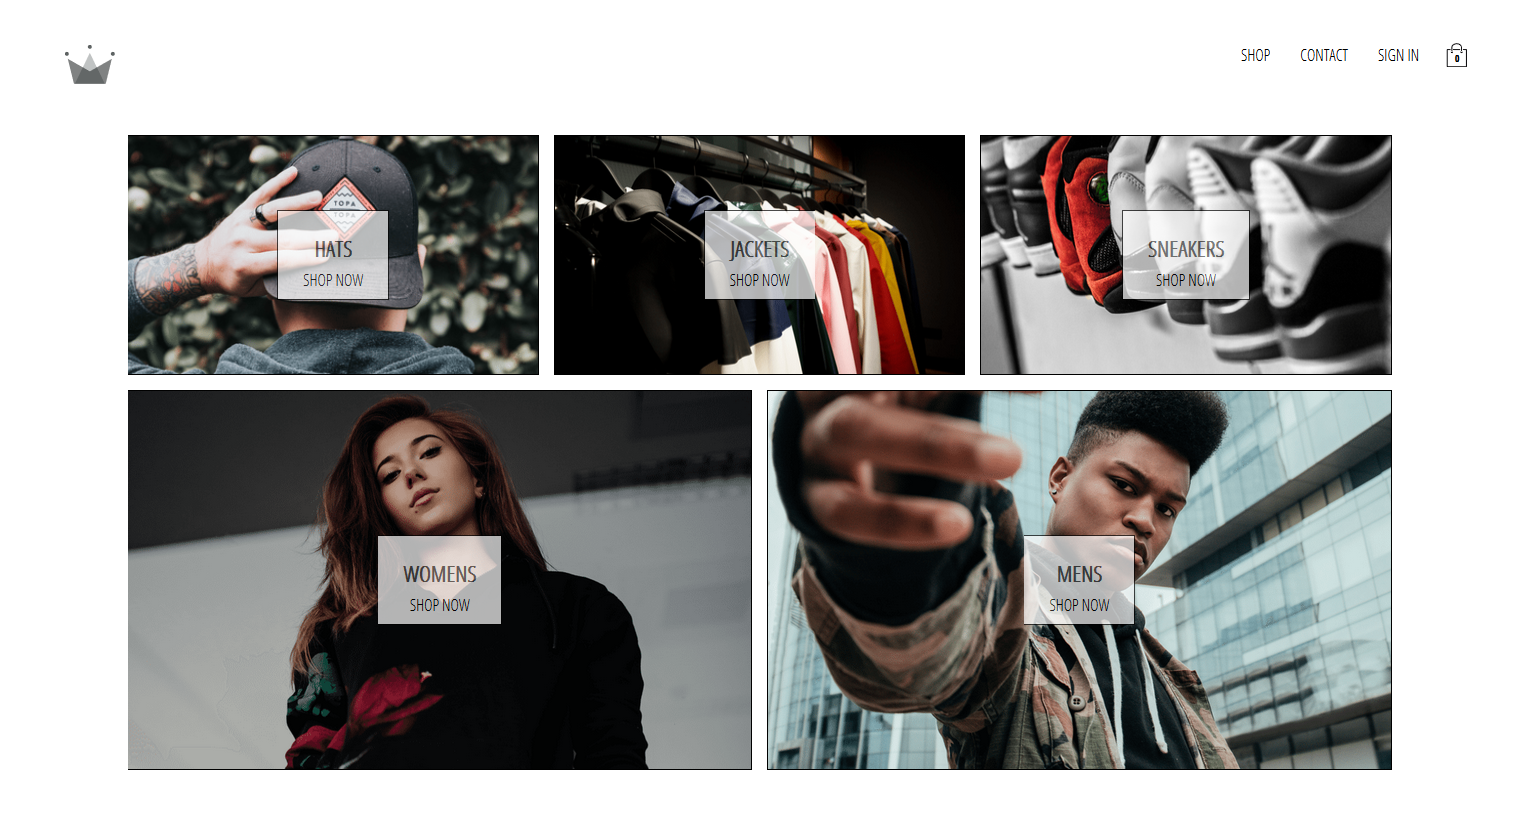 SHOP CONTACT SIGN IN 0
TOPA
TOPA
HATS
SHOP NOW
JACKETS
SHOP NOW
SNEAKERS
SHOP NOW
WOMENS
SHOP NOW
MENS
SHOP NOW